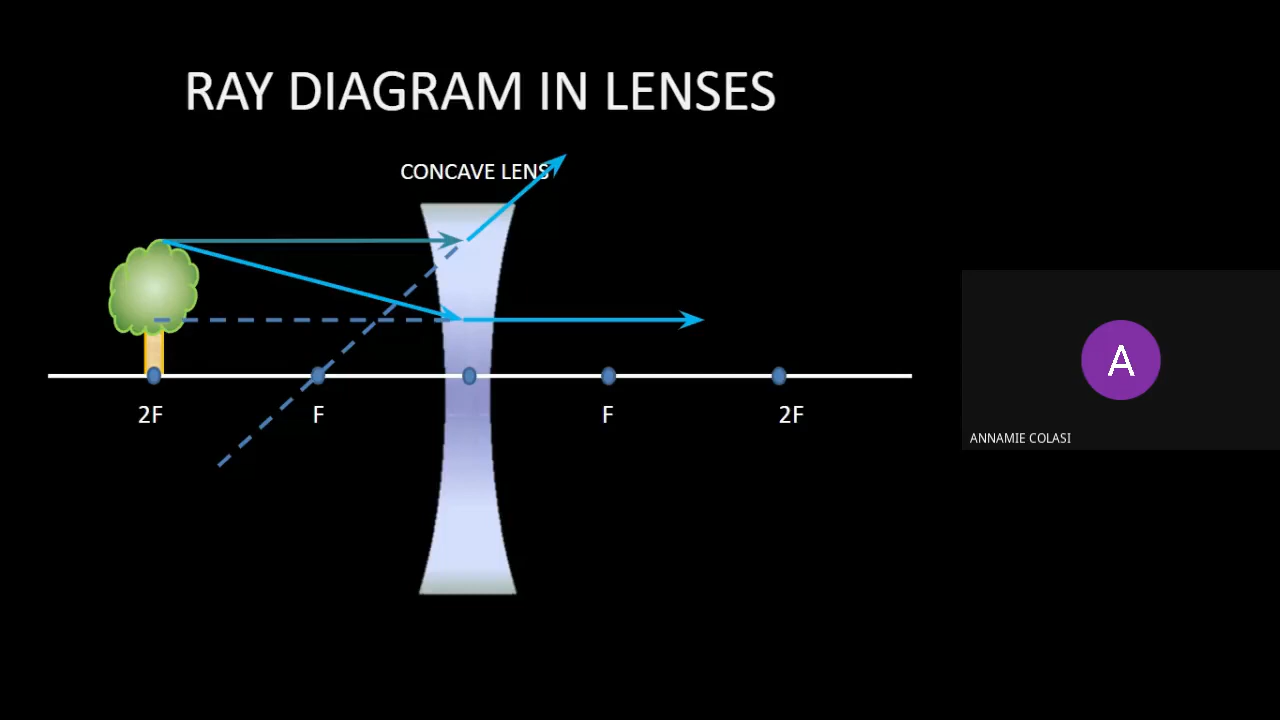 RAY DIAGRAM IN LENSES
CONCAVE LENS
2F
F
F
2F
A
ANNAMIE COLASI